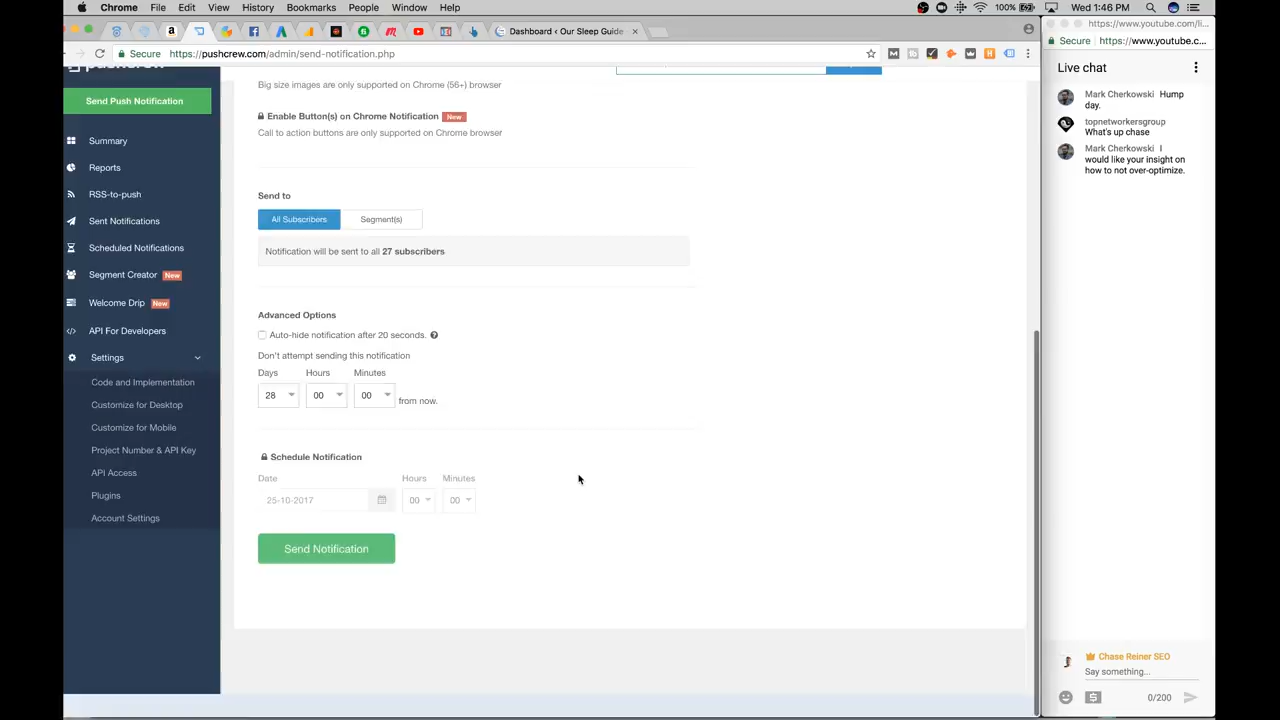 Chrome File Edit View History Bookmarks People Window Help
100% Wed 1:46 PM
Dashboard ‹ Our Sleep Guide
Secure https://pushcrew.com/admin/send-notification.php
Send Push Notification
Summary
Reports
RSS-to-push
Sent Notifications
Scheduled Notifications
Segment Creator New
Welcome Drip New
API For Developers
Settings
Code and Implementation
Customize for Desktop
Customize for Mobile
Project Number & API Key
API Access
Plugins
Account Settings
Big size images are only supported on Chrome (56+) browser
Enable Button(s) on Chrome Notification New
Call to action buttons are only supported on Chrome browser
Send to
All Subscribers Segment(s)
Notification will be sent to all 27 subscribers
Advanced Options
Auto-hide notification after 20 seconds.
Don't attempt sending this notification
Days Hours Minutes
28 00 00 from now.
Schedule Notification
Date Hours Minutes
25-10-2017 00 00
Send Notification
https://www.youtube.com/li...
Secure https://www.youtube.c...
Live chat
Mark Cherkowski Hump
day.
topnetworkersgroup
What's up chase
Mark Cherkowski I
would like your insight on
how to not over-optimize.
Chase Reiner SEO
Say something...
0/200